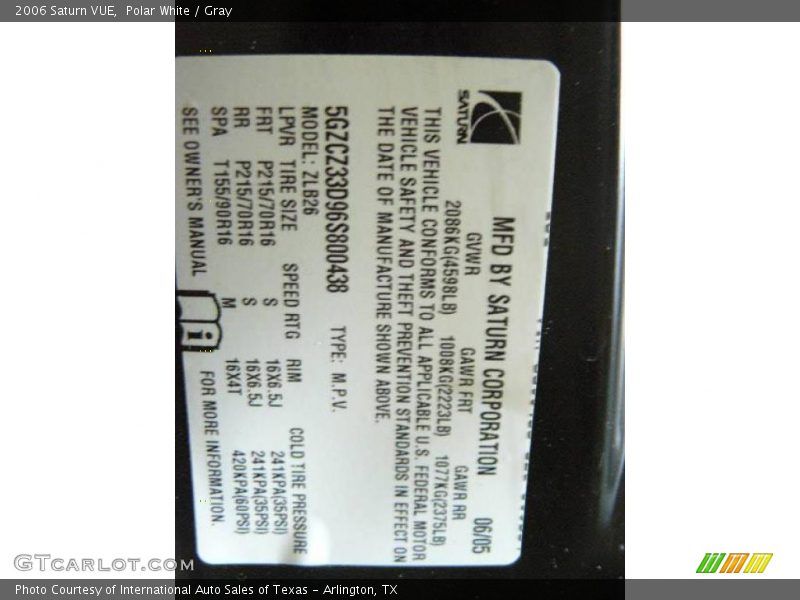 2006 Saturn VUE,  Polar White / Gray
SATURN
MFD BY SATURN CORPORATION 06/05
GVWR GAWR FRT GAWR RR
2086KG(4598LB) 1008KG(2223LB) 1077KG(2375LB)
THIS VEHICLE CONFORMS TO ALL APPLICABLE U.S. FEDERAL MOTOR
VEHICLE SAFETY AND THEFT PREVENTION STANDARDS IN EFFECT ON
THE DATE OF MANUFACTURE SHOWN ABOVE.
5GZCZ33D96S800438 TYPE: M.P.V.
MODEL: ZLB26
LPVR TIRE SIZE SPEED RTG RIM COLD TIRE PRESSURE
FRT P215/70R16 S 16X6.5J 241KPA(35PSI)
RR P215/70R16 S 16X6.5J 241KPA(35PSI)
SPA T155/90R16 M 16X4T 420KPA(60PSI)
SEE OWNER'S MANUAL i FOR MORE INFORMATION.
GTcarlot.com
Photo Courtesy of International Auto Sales of Texas - Arlington, TX